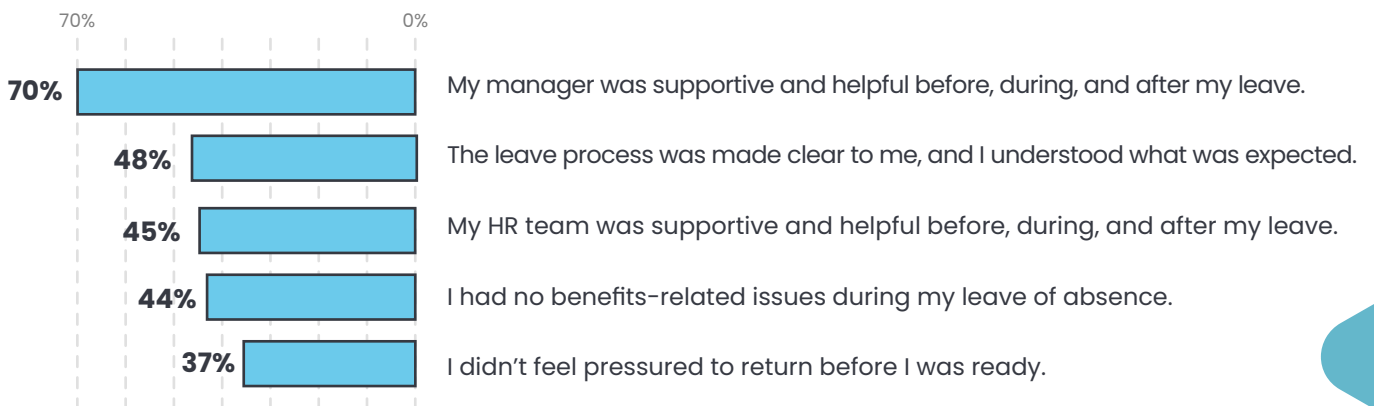 70% 0%
70% My manager was supportive and helpful before, during, and after my leave.
48% The leave process was made clear to me, and I understood what was expected.
45% My HR team was supportive and helpful before, during, and after my leave.
44% I had no benefits-related issues during my leave of absence.
37% I didn’t feel pressured to return before I was ready.